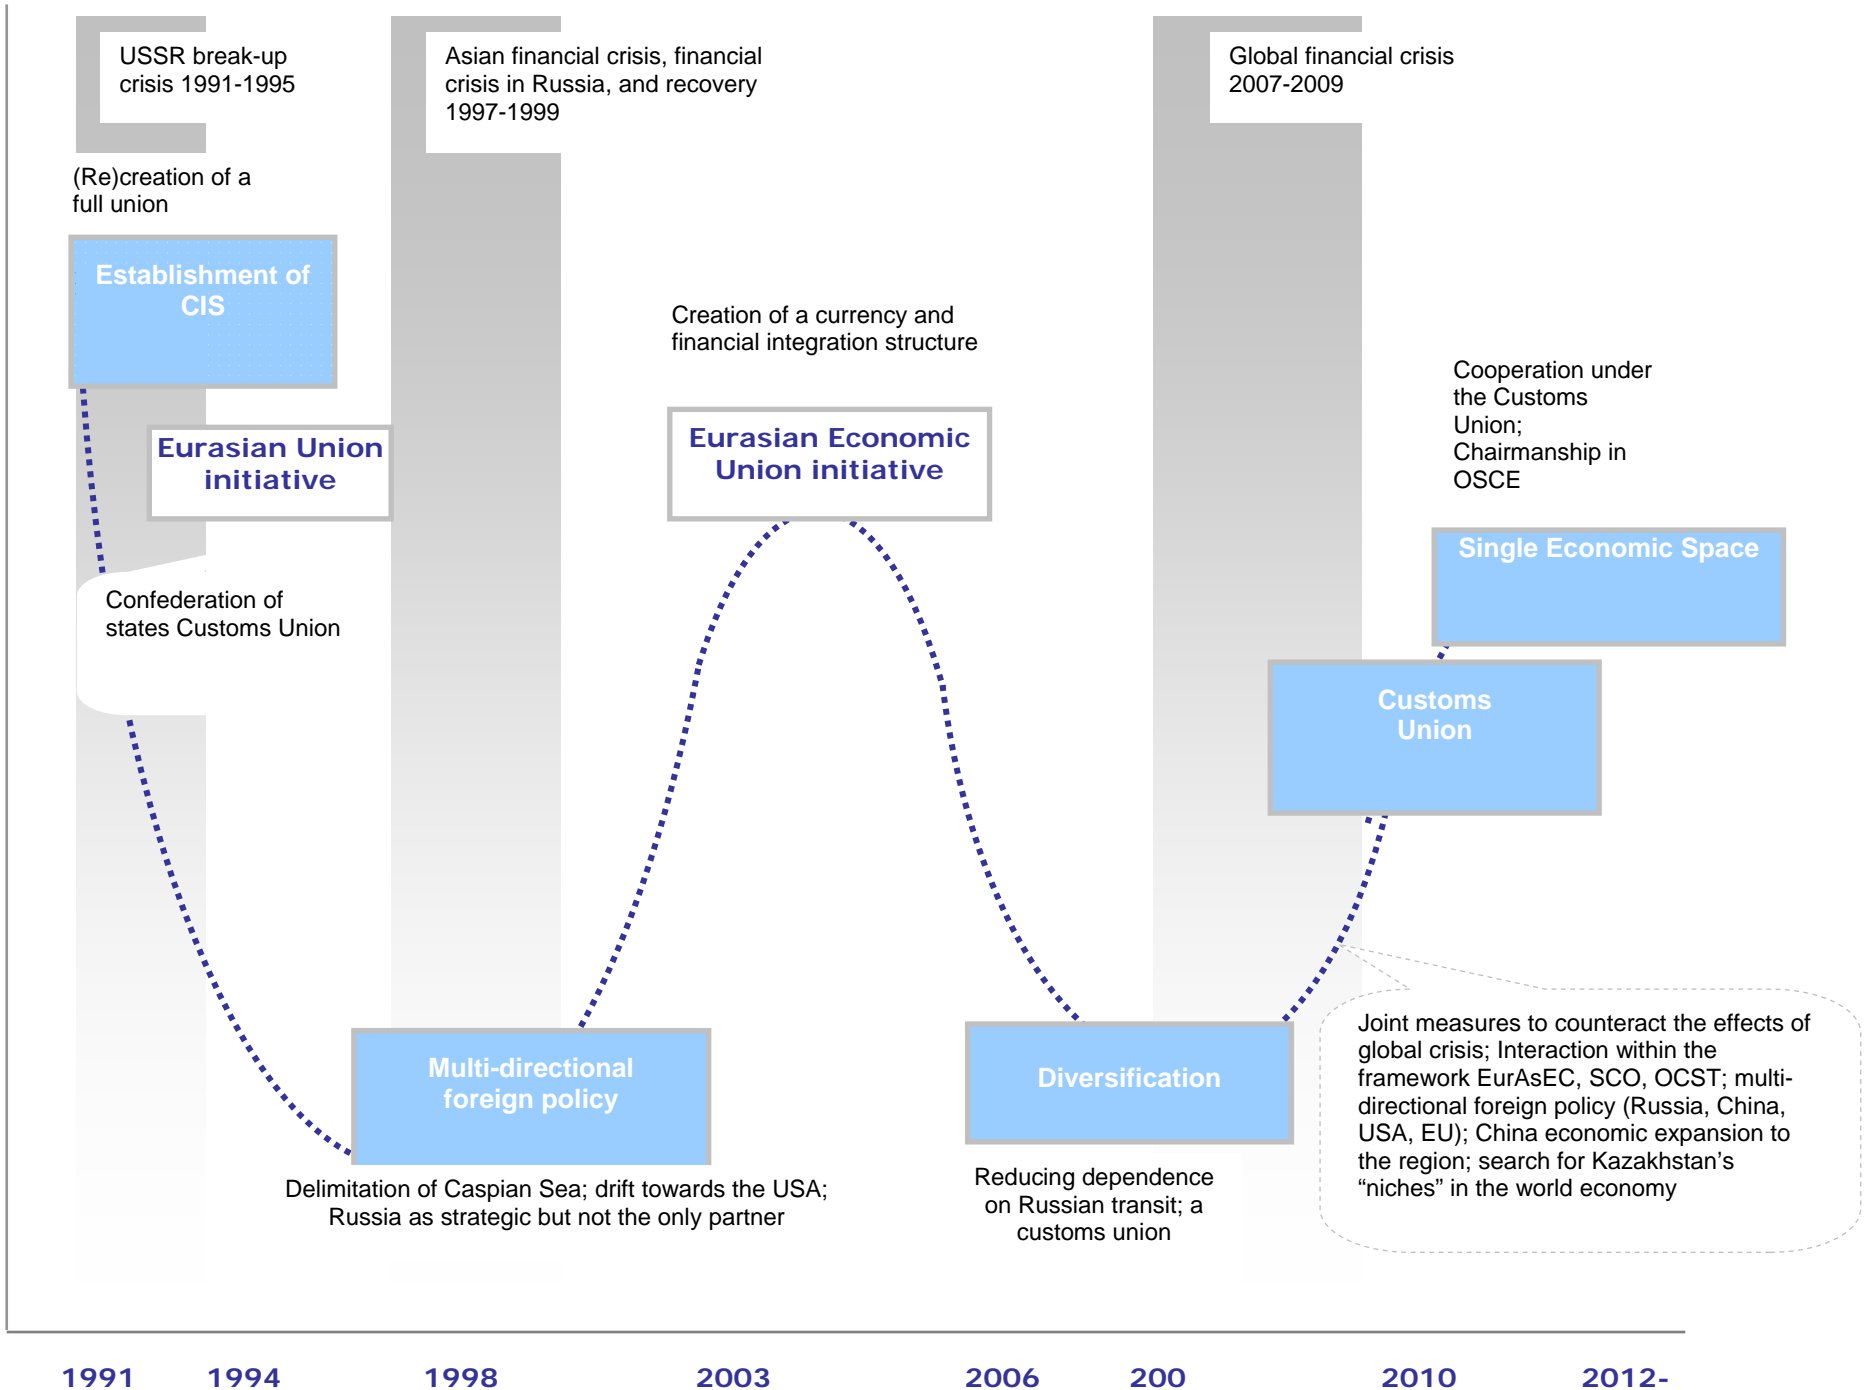 USSR break-up
crisis 1991-1995
Asian financial crisis, financial
crisis in Russia, and recovery
1997-1999
Global financial crisis
2007-2009
(Re)creation of a
full union
Establishment of
CIS
Eurasian Union
initiative
Confederation of
states Customs Union
Creation of a currency and
financial integration structure
Eurasian Economic
Union initiative
Cooperation under
the Customs
Union;
Chairmanship in
OSCE
Single Economic Space
Customs
Union
Multi-directional
foreign policy
Delimitation of Caspian Sea; drift towards the USA;
Russia as strategic but not the only partner
Diversification
Reducing dependence
on Russian transit; a
customs union
Joint measures to counteract the effects of
global crisis; Interaction within the
framework EurAsEC, SCO, OCST; multi-
directional foreign policy (Russia, China,
USA, EU); China economic expansion to
the region; search for Kazakhstan’s
“niches” in the world economy
1991 1994 1998 2003 2006 200 2010 2012-